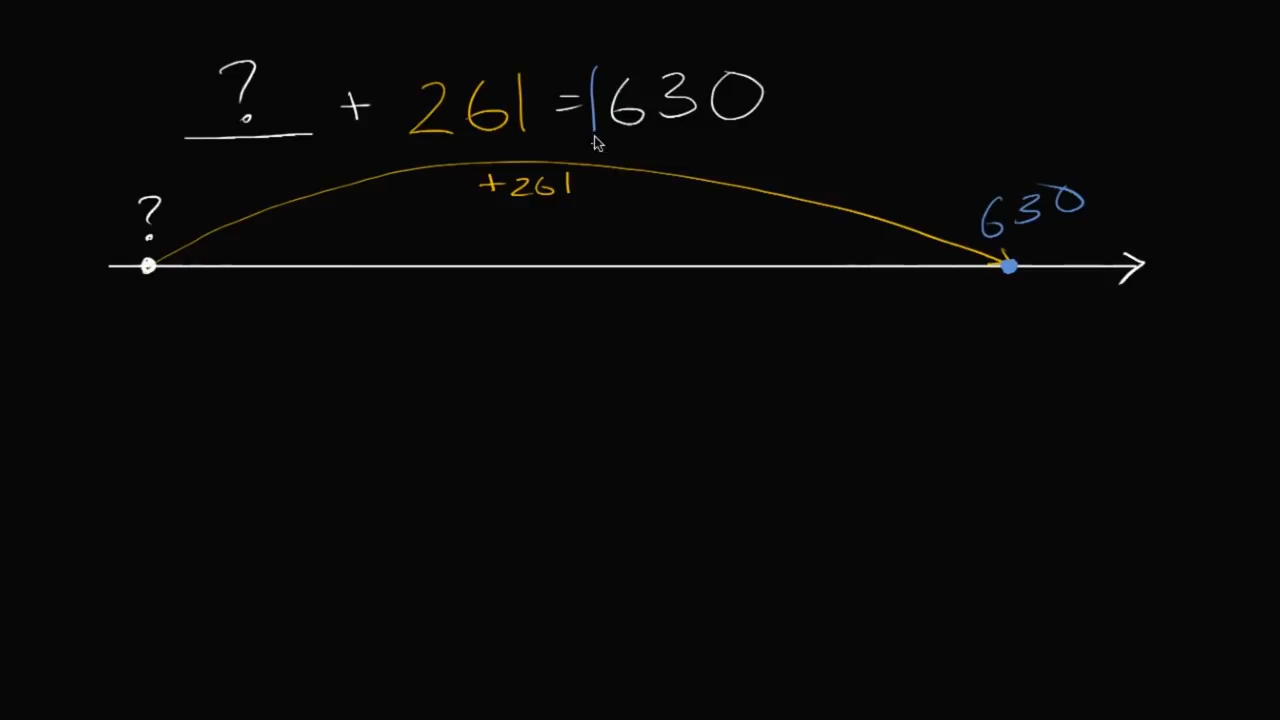 ? + 261 = 630
+261
? 630